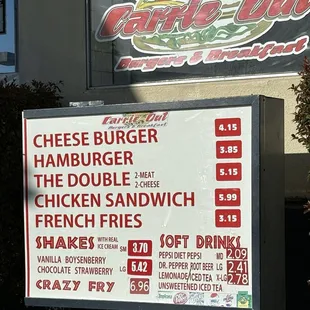 Carrie Out
Burgers & Breakfast
Carrie Out
Burgers & Breakfast
CHEESE BURGER 4.15
HAMBURGER 3.85
THE DOUBLE 2-MEAT 2-CHEESE 5.15
CHICKEN SANDWICH 5.99
FRENCH FRIES 3.15
SHAKES WITH REAL ICE CREAM SM 3.70
VANILLA BOYSENBERRY
CHOCOLATE STRAWBERRY LG 5.42
CRAZY FRY 6.96
SOFT DRINKS
PEPSI DIET PEPSI MD 2.09
DR. PEPPER ROOT BEER LG 2.41
LEMONADE/ICED TEA X-LG 2.78
UNSWEETENED ICED TEA